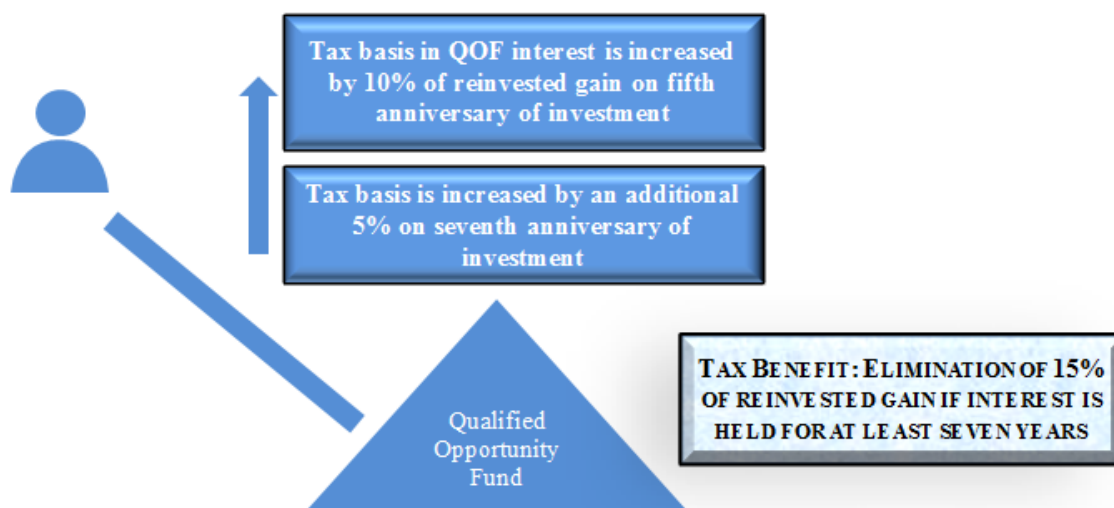 Tax basis in QOF interest is increased
by 10% of reinvested gain on fifth
anniversary of investment
Tax basis is increased by an additional
5% on seventh anniversary of
investment
Qualified
Opportunity
Fund
TAX BENEFIT: ELIMINATION OF 15%
OF REINVESTED GAIN IF INTEREST IS
HELD FOR AT LEAST SEVEN YEARS